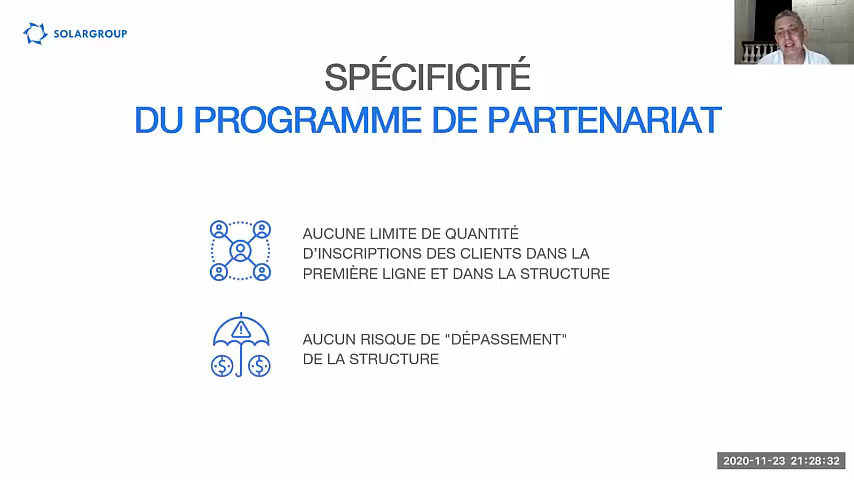 SOLARGROUP
SPÉCIFICITÉ
DU PROGRAMME DE PARTENARIAT
AUCUNE LIMITE DE QUANTITÉ
D'INSCRIPTIONS DES CLIENTS DANS LA
PREMIÈRE LIGNE ET DANS LA STRUCTURE
AUCUN RISQUE DE "DÉPASSEMENT"
DE LA STRUCTURE
2020-11-23 21:28:32